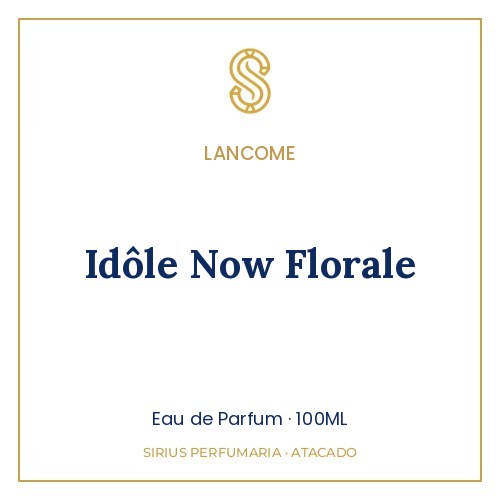 LANCOME
Idôle Now Florale
Eau de Parfum · 100ML
SIRIUS PERFUMARIA · ATACADO